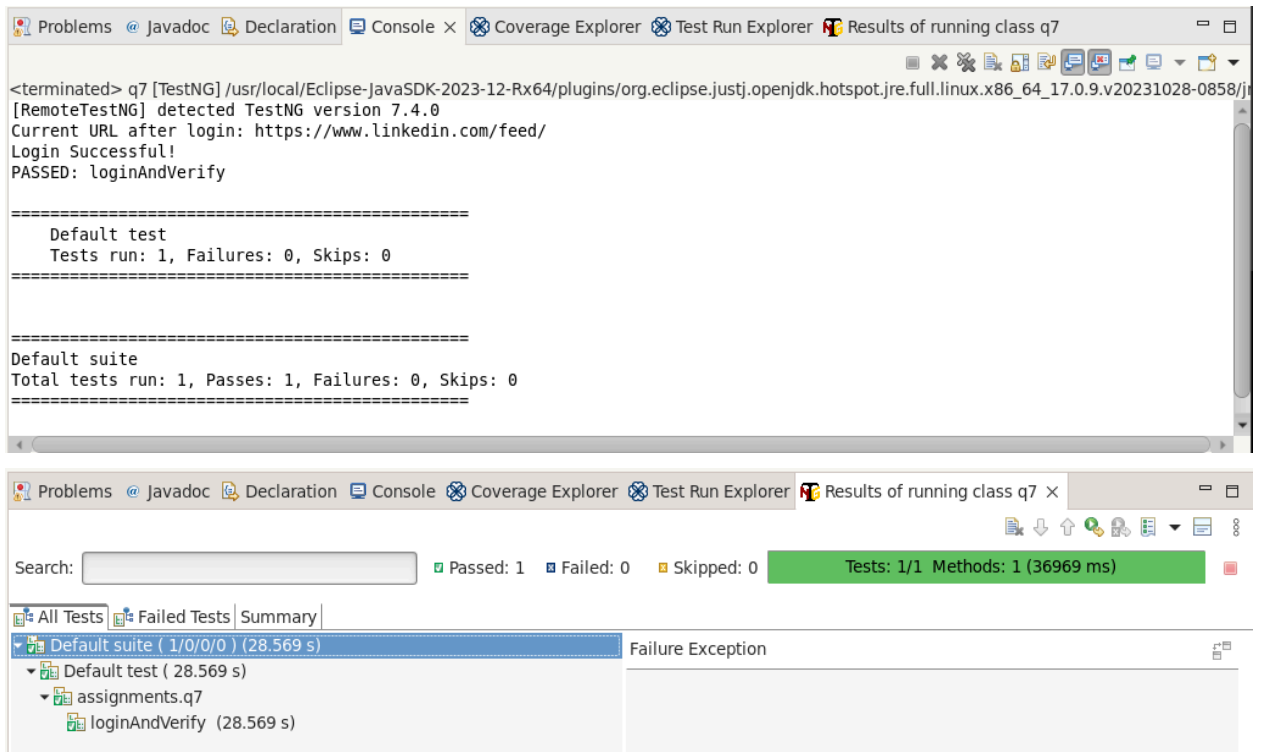 Problems @ Javadoc Declaration Console Coverage Explorer Test Run Explorer Results of running class q7
<terminated> q7 [TestNG] /usr/local/Eclipse-JavaSDK-2023-12-Rx64/plugins/org.eclipse.justj.openjdk.hotspot.jre.full.linux.x86_64_17.0.9.v20231028-0858/jr
[RemoteTestNG] detected TestNG version 7.4.0
Current URL after login: https://www.linkedin.com/feed/
Login Successful!
PASSED: loginAndVerify
===============================================
Default test
Tests run: 1, Failures: 0, Skips: 0
===============================================
===============================================
Default suite
Total tests run: 1, Passes: 1, Failures: 0, Skips: 0
===============================================
Problems @ Javadoc Declaration Console Coverage Explorer Test Run Explorer Results of running class q7
Search: Passed: 1 Failed: 0 Skipped: 0 Tests: 1/1 Methods: 1 (36969 ms)
All Tests Failed Tests Summary
Default suite ( 1/0/0/0 ) (28.569 s) Failure Exception
Default test ( 28.569 s)
assignments.q7
loginAndVerify (28.569 s)